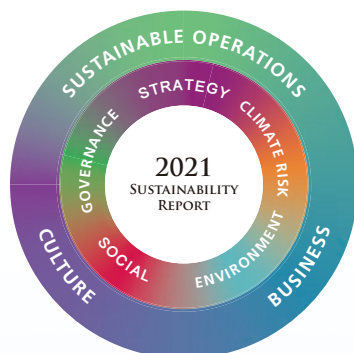 SUSTAINABLE OPERATIONS
STRATEGY
CLIMATE RISK
GOVERNANCE
2021
SUSTAINABILITY
REPORT
ENVIRONMENT
SOCIAL
CULTURE
BUSINESS